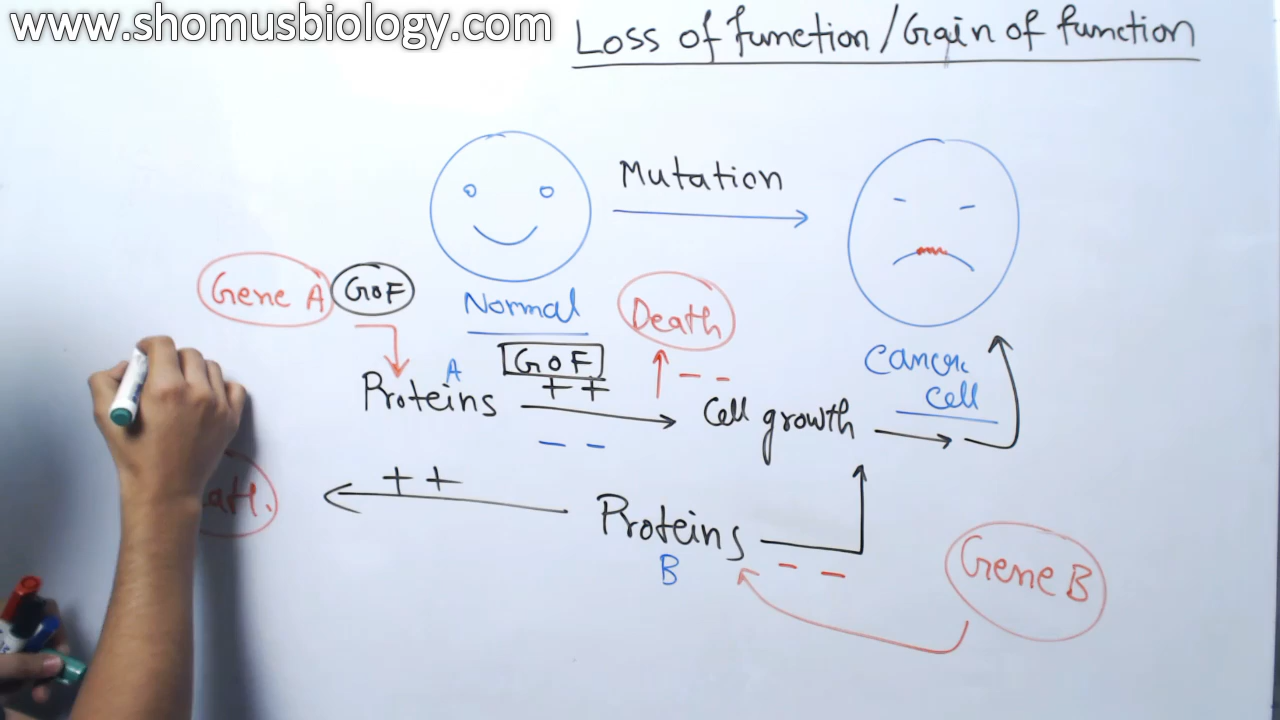 www.shomusbiology.com
Loss of function/Gain of function
Mutation
Gene A
GoF
Normal
Death
Cancer
cell
GoF
++
A
Proteins
- -
- -
Cell growth
++
Proteins
B
- -
Gene B